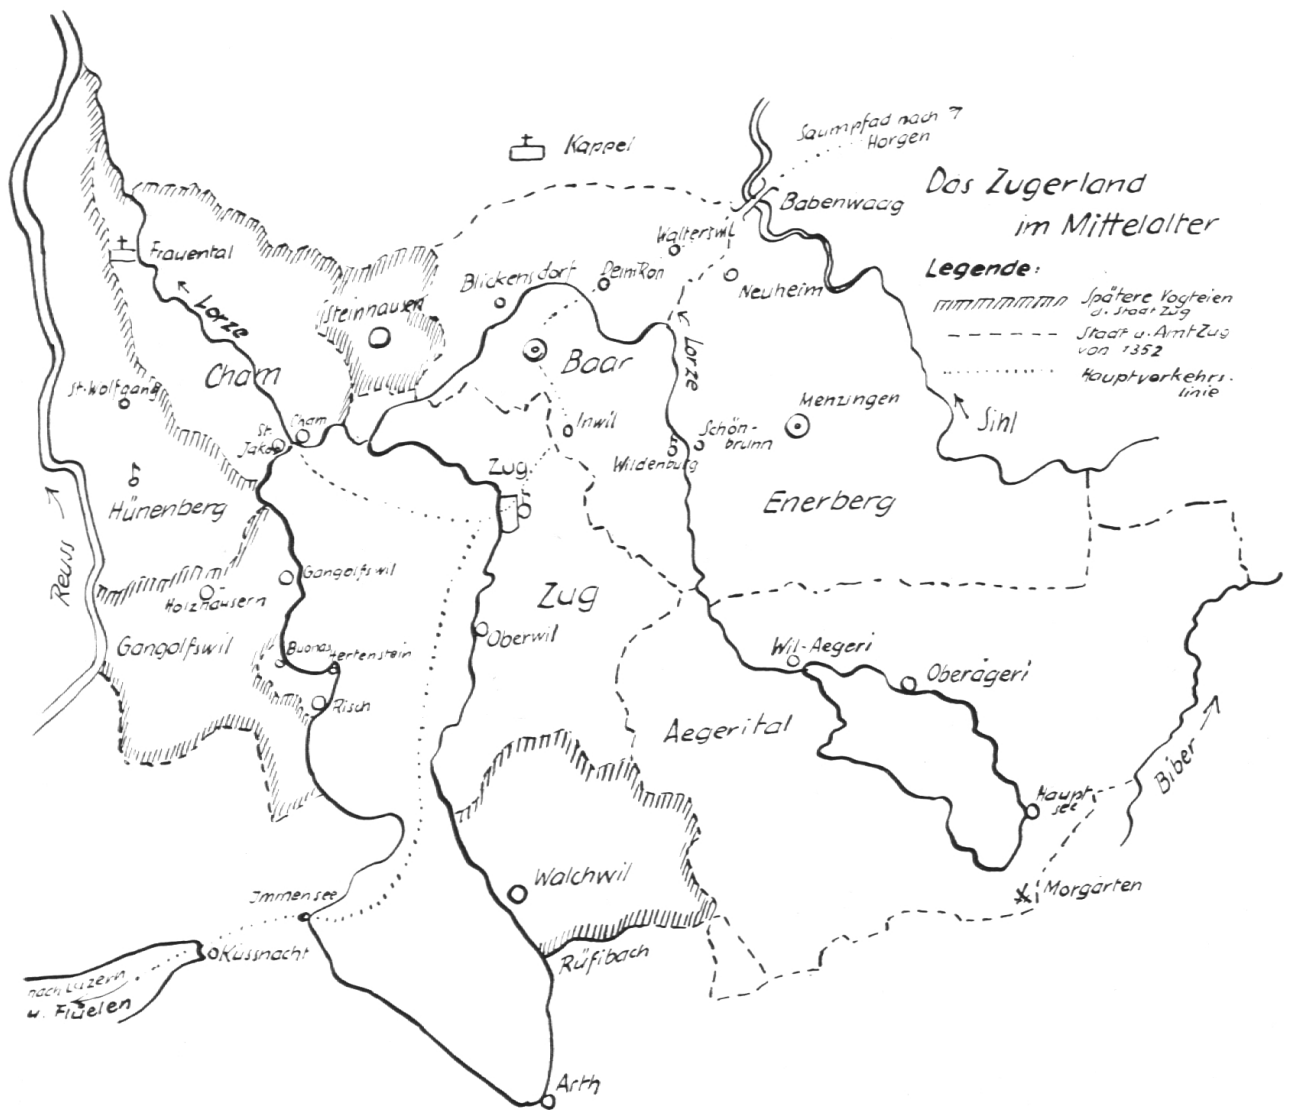 Saumpfad nach
Horgen
Das Zugerland
im Mittelalter
Legende:
Spätere Vogteien
d. Stadt Zug
Stadt u. Amt Zug
von 1352
Hauptverkehrs-
linie
Kappel
Babenwaag
Walterswil
Neuheim
Deinikon
Blickensdorf
Steinhausen
Frauental
Lorze
Cham
St. Wolfgang
Baar
Lorze
Menzingen
Sihl
Inwil
Schön-
brunn
Wildenburg
Cham
St.
Jakob
Zug
Hünenberg
Enerberg
Reuss
Gangolfswil
Holzhäusern
Zug
Oberwil
Gangolfswil
Buonas
Hertenstein
Risch
Wil-Aegeri
Oberägeri
Aegerital
Biber
Haupt
see
Morgarten
Walchwil
Immensee
Küssnacht
Rüfibach
nach Luzern
u. Flüelen
Arth